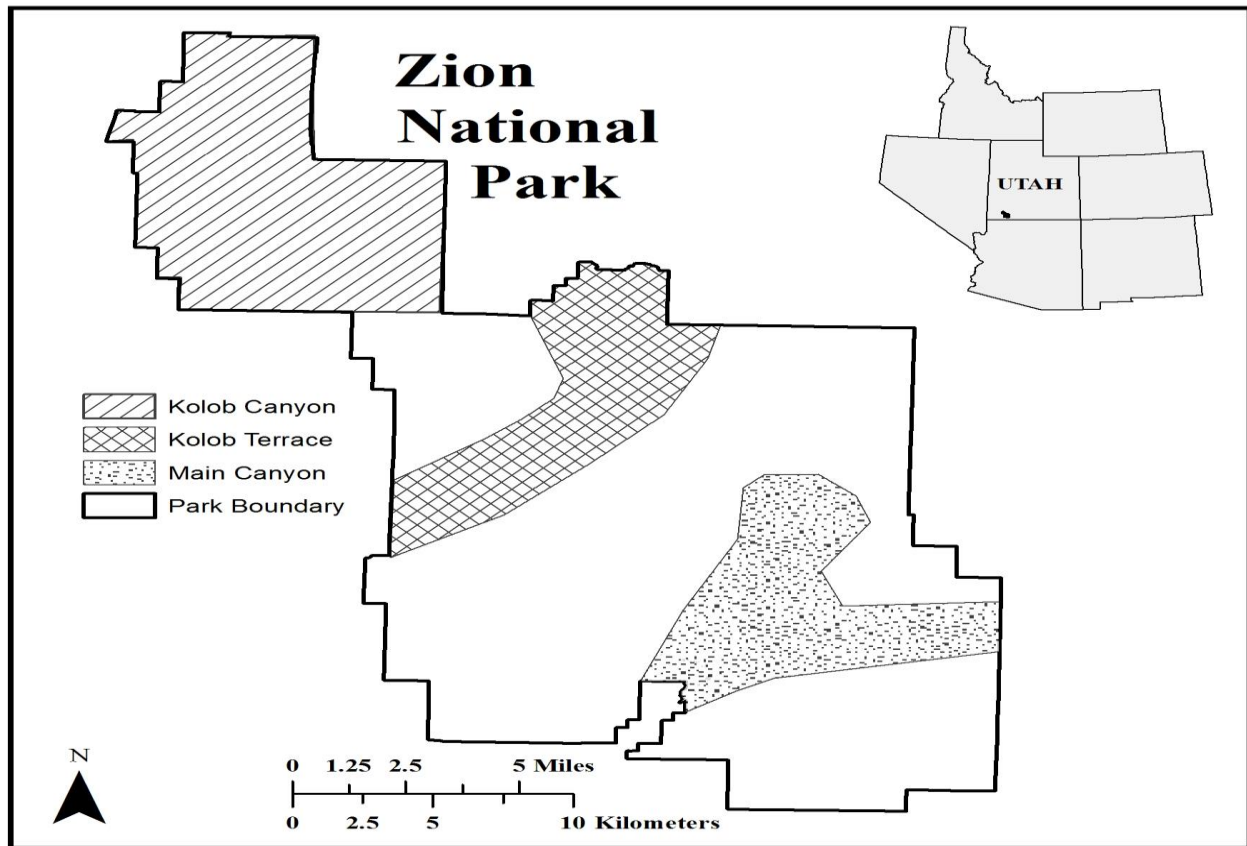 Zion
National
Park
UTAH
Kolob Canyon
Kolob Terrace
Main Canyon
Park Boundary
N
0 1.25 2.5 5 Miles
0 2.5 5 10 Kilometers